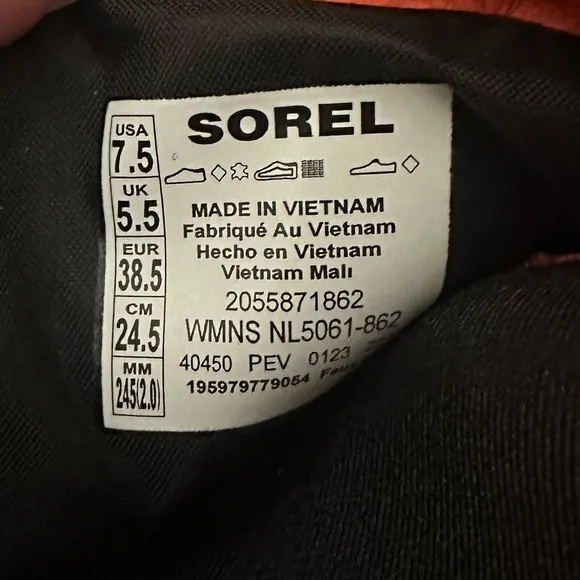 SOREL
USA
7.5
UK
5.5
EUR
38.5
CM
24.5
MM
245(2.0)
MADE IN VIETNAM
Fabriqué Au Vietnam
Hecho en Vietnam
Vietnam Malı
2055871862
WMNS NL5061-862
40450 PEV 0123
195979779054